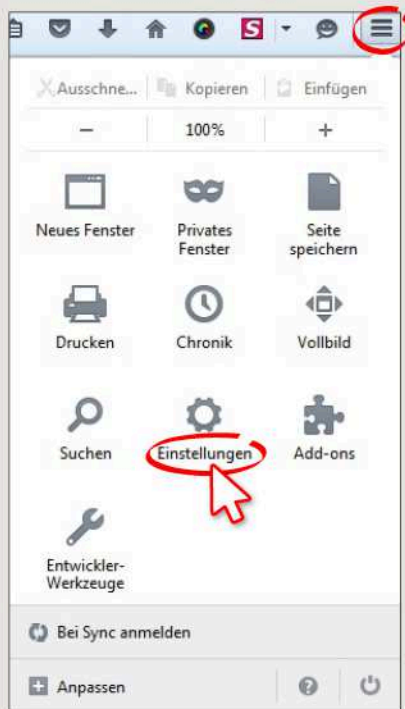 S
Ausschne... Kopieren Einfügen
− 100% +
Neues Fenster Privates Fenster Seite speichern
Drucken Chronik Vollbild
Suchen Einstellungen Add-ons
Entwickler-
Werkzeuge
Bei Sync anmelden
Anpassen ?